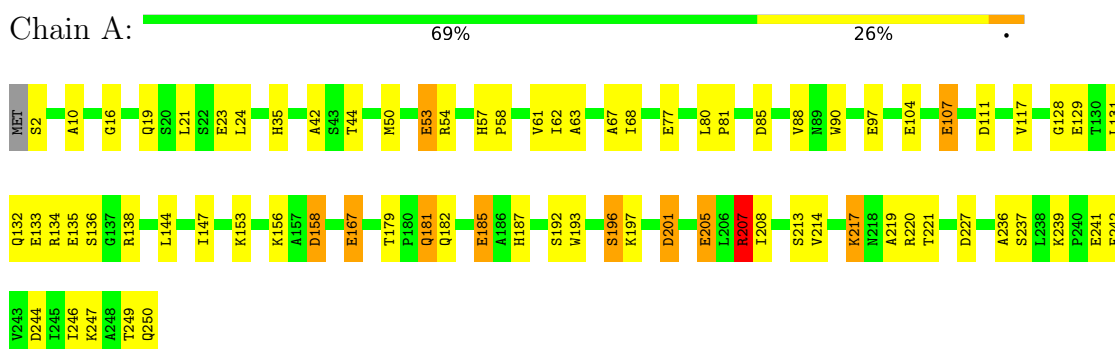 Chain A:
69% 26% •
MET S2 A10 G16 Q19 S20 L21 S22 E23 L24 H35 A42 S43 T44 M50 E53 R54 H57 P58 V61 I62 A63 A67 I68 E77 L80 P81 D85 V88 N89 W90 E97 E104 E107 D111 V117 G128 E129 T130 L131
Q132 E133 R134 E135 S136 G137 R138 L144 I147 K153 K156 A157 D158 E167 T179 P180 Q181 Q182 E185 A186 H187 S192 W193 S196 K197 D201 E205 L206 R207 I208 S213 V214 K217 N218 A219 R220 T221 D227 A236 S237 L238 K239 P240 E241
V243 D244 I245 I246 K247 A248 T249 Q250